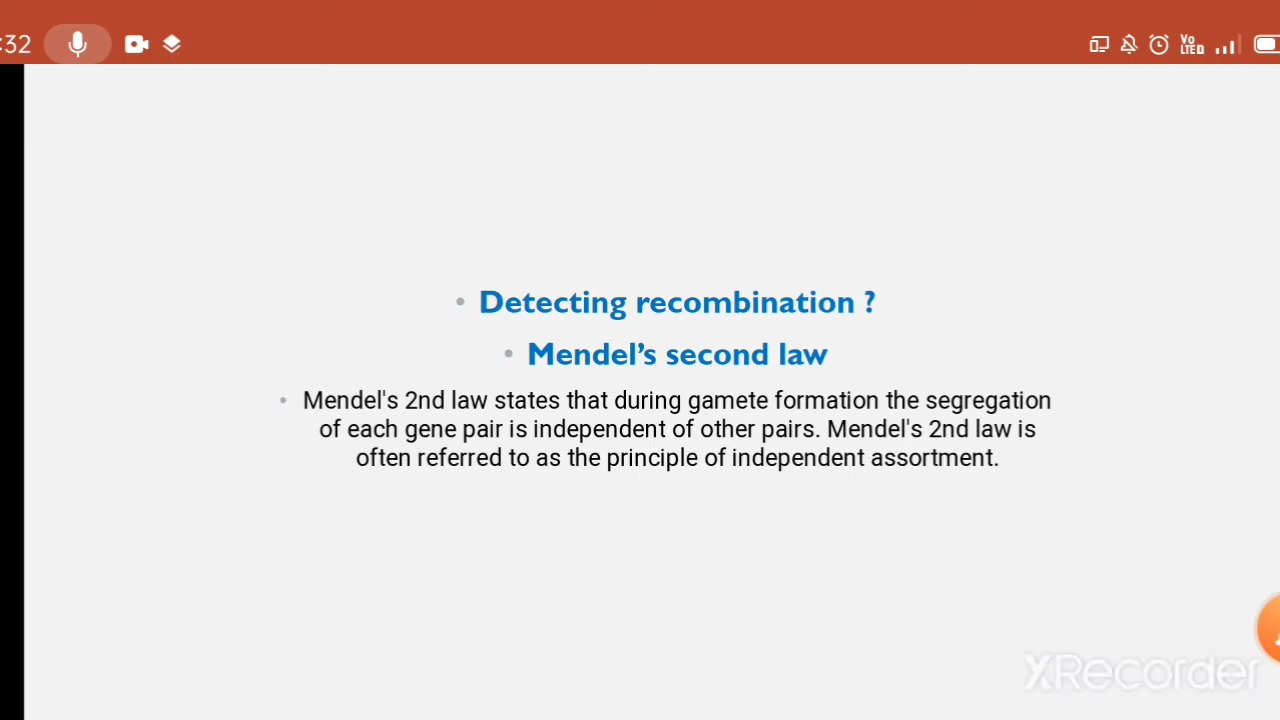 :32
Vo
LTE D
• Detecting recombination ?
• Mendel’s second law
• Mendel's 2nd law states that during gamete formation the segregation
of each gene pair is independent of other pairs. Mendel's 2nd law is
often referred to as the principle of independent assortment.
XRecorder